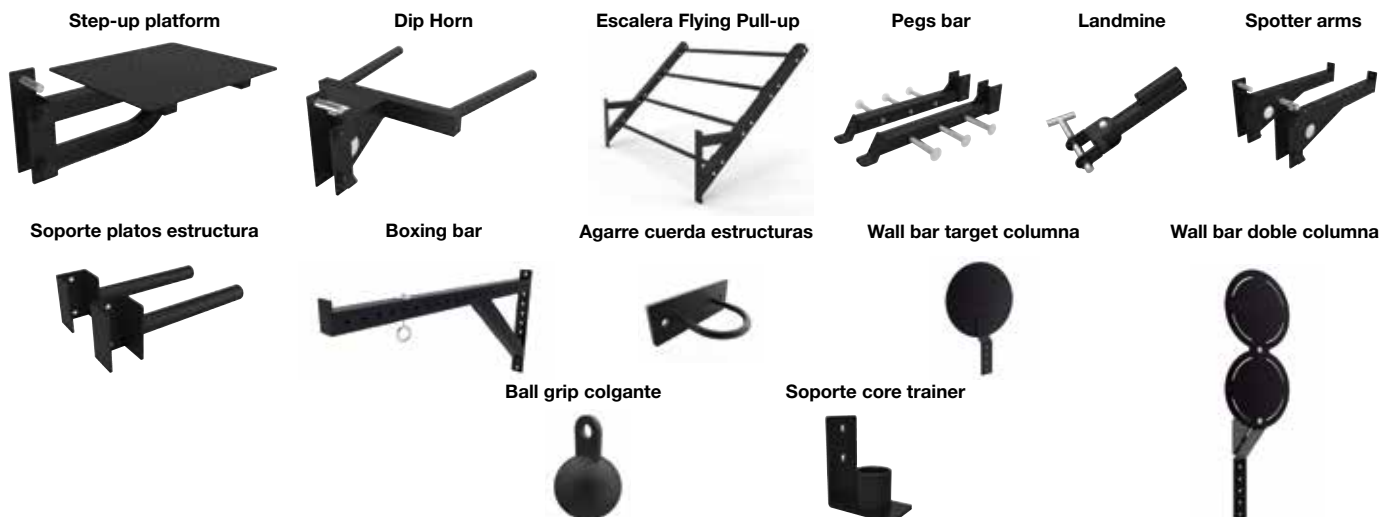 Step-up platform
Dip Horn
Escalera Flying Pull-up
Pegs bar
Landmine
Spotter arms
Soporte platos estructura
Boxing bar
Agarre cuerda estructuras
Wall bar target columna
Wall bar doble columna
Ball grip colgante
Soporte core trainer